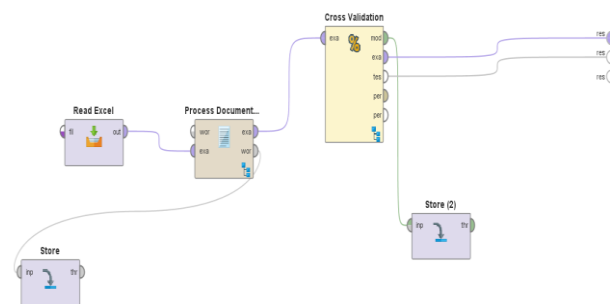 Cross Validation
exa
mod
exa
tes
per
per
res
res
res
Read Excel
fil
out
Process Document...
wor
exa
exa
wor
Store (2)
inp
thr
Store
inp
thr